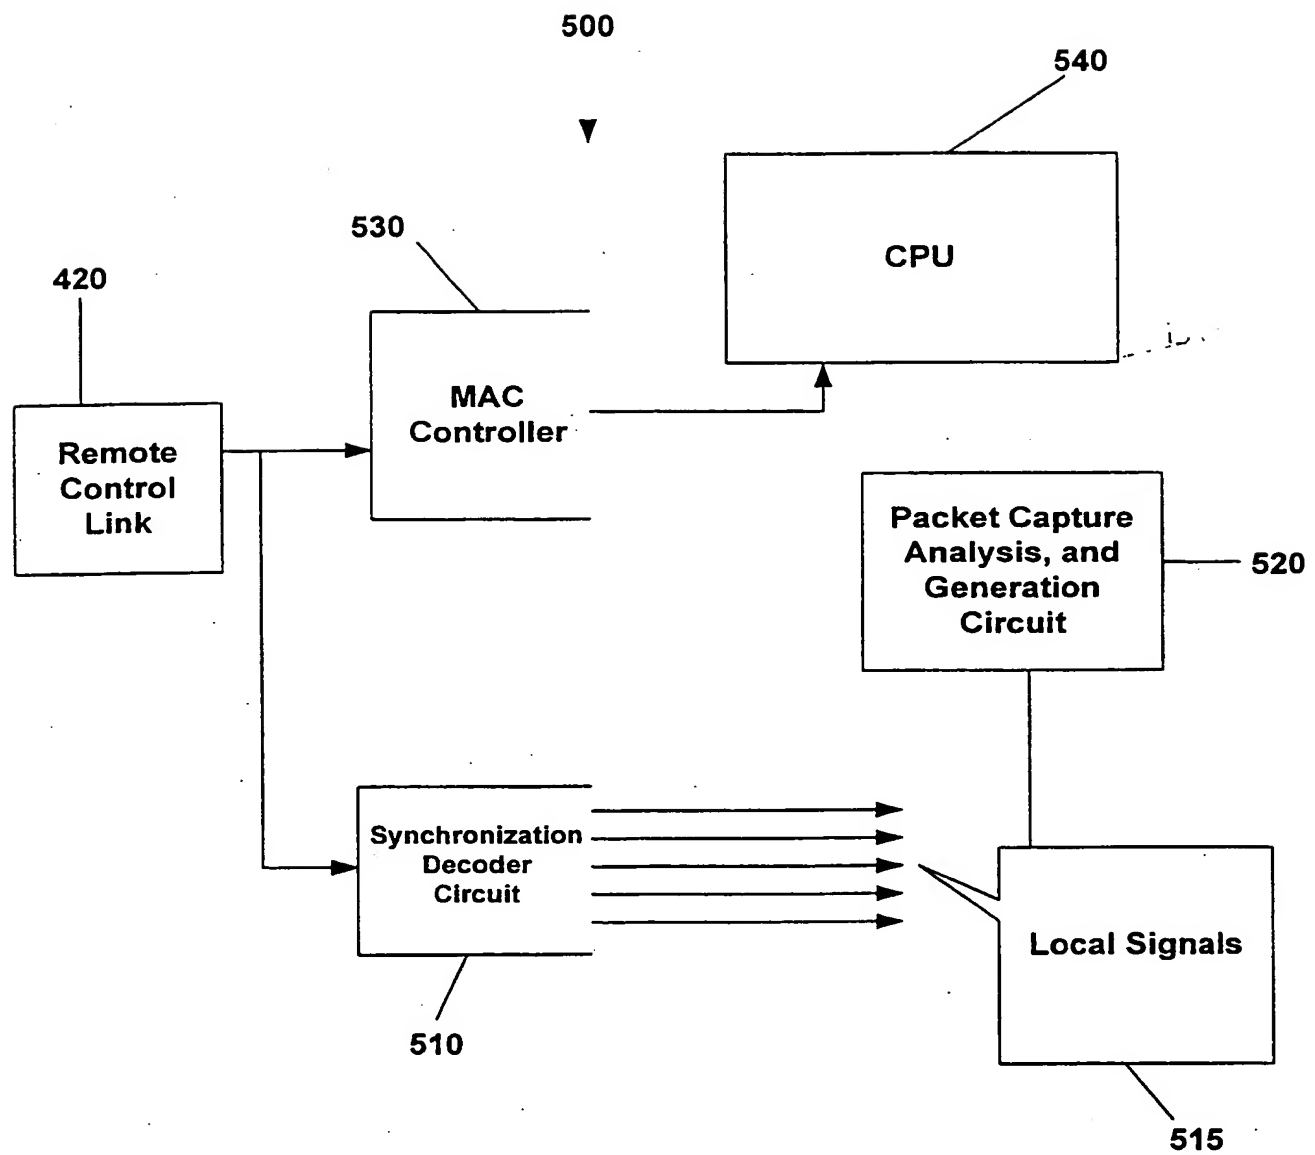 500
540
CPU
530
420
MAC
Controller
Remote
Control
Link
Packet Capture
Analysis, and
Generation
Circuit
520
Synchronization
Decoder
Circuit
Local Signals
510
515